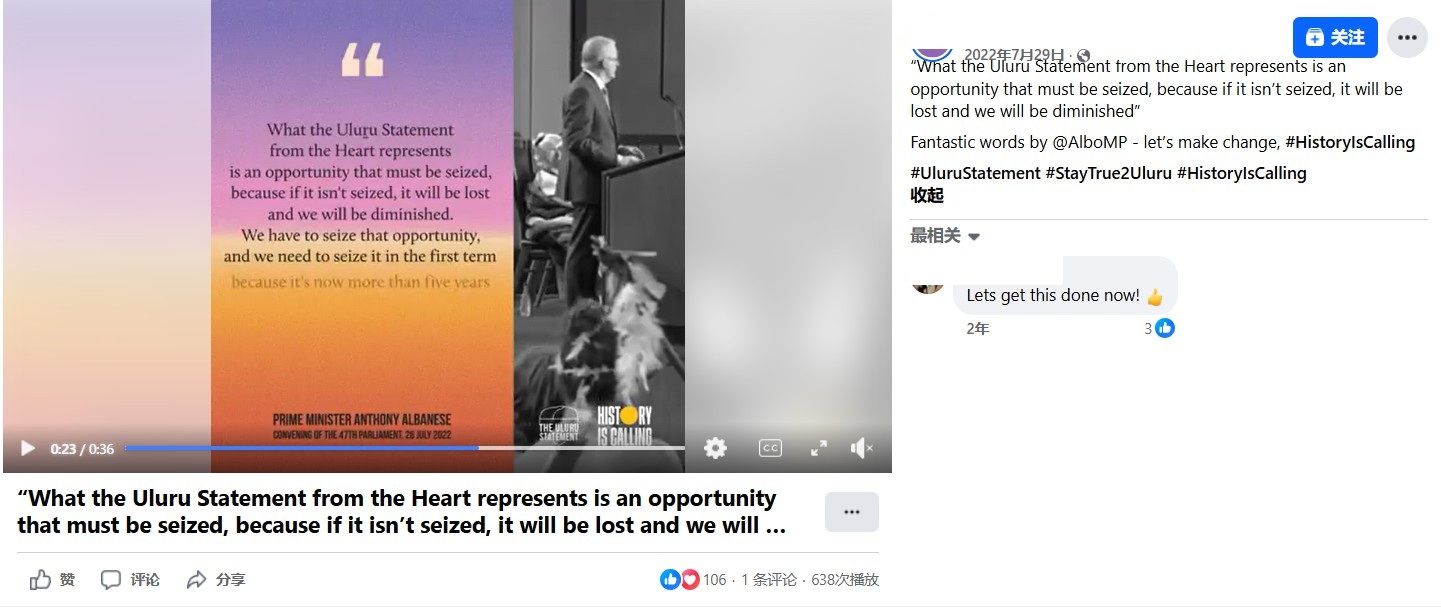 “
What the Uluṟu Statement
from the Heart represents
is an opportunity that must be seized,
because if it isn't seized, it will be lost
and we will be diminished.
We have to seize that opportunity,
and we need to seize it in the first term
because it's now more than five years
PRIME MINISTER ANTHONY ALBANESE
CONVENING OF THE 47TH PARLIAMENT, 26 JULY 2022
THE ULURU
STATEMENT
HISTORY
IS CALLING
0:23 / 0:36
CC
“What the Uluru Statement from the Heart represents is an opportunity
that must be seized, because if it isn’t seized, it will be lost and we will ...
赞 评论 分享
106 · 1 条评论 · 638次播放
关注
2022年7月29日 ·
“What the Uluru Statement from the Heart represents is an
opportunity that must be seized, because if it isn’t seized, it will be
lost and we will be diminished”
Fantastic words by @AlboMP - let’s make change, #HistoryIsCalling
#UluruStatement #StayTrue2Uluru #HistoryIsCalling
收起
最相关
Lets get this done now! 👍
2年
3